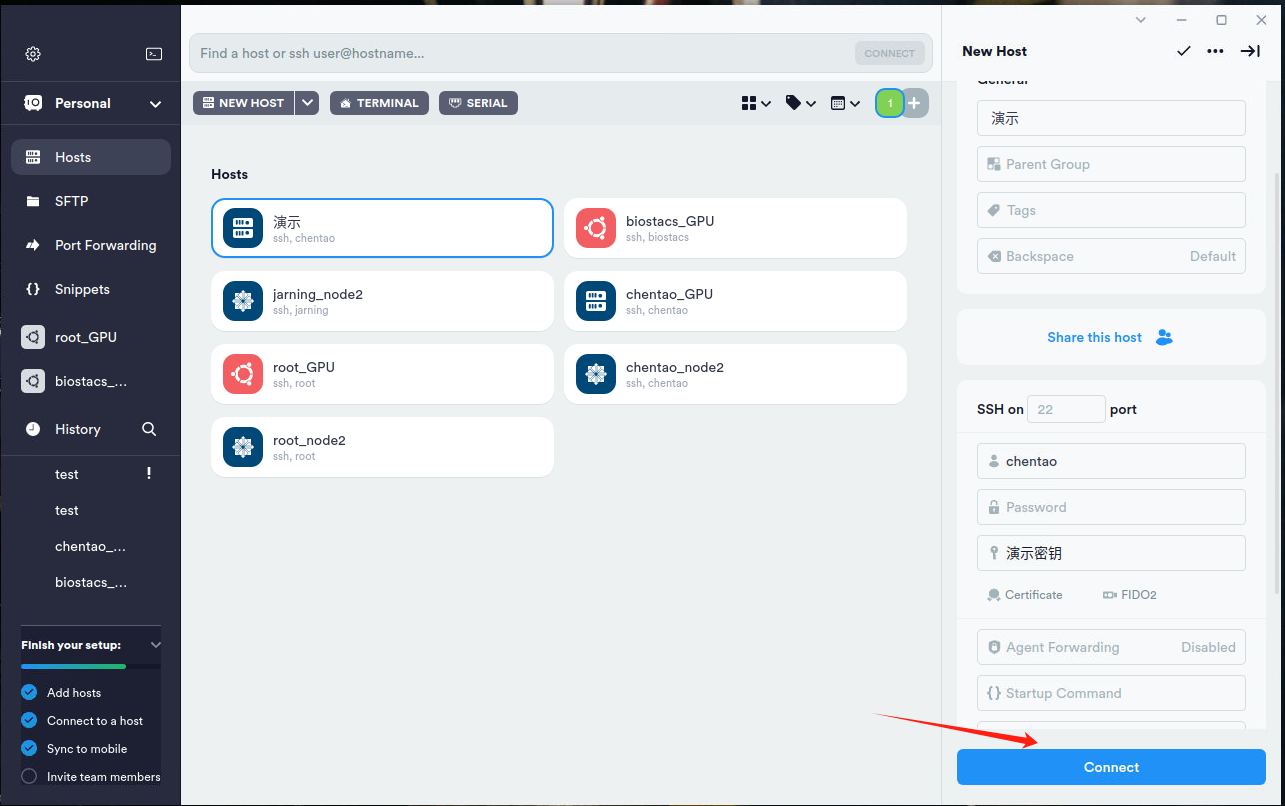 Personal
Hosts
SFTP
Port Forwarding
Snippets
root_GPU
biostacs_...
History
test
!
test
chentao_...
biostacs_...
Finish your setup:
Add hosts
Connect to a host
Sync to mobile
Invite team members
Find a host or ssh user@hostname...
CONNECT
NEW HOST
TERMINAL
SERIAL
1
Hosts
演示
ssh, chentao
biostacs_GPU
ssh, biostacs
jarning_node2
ssh, jarning
chentao_GPU
ssh, chentao
root_GPU
ssh, root
chentao_node2
ssh, chentao
root_node2
ssh, root
New Host
General
演示
Parent Group
Tags
Backspace Default
Share this host
SSH on 22 port
chentao
Password
演示密钥
Certificate FIDO2
Agent Forwarding Disabled
Startup Command
Connect